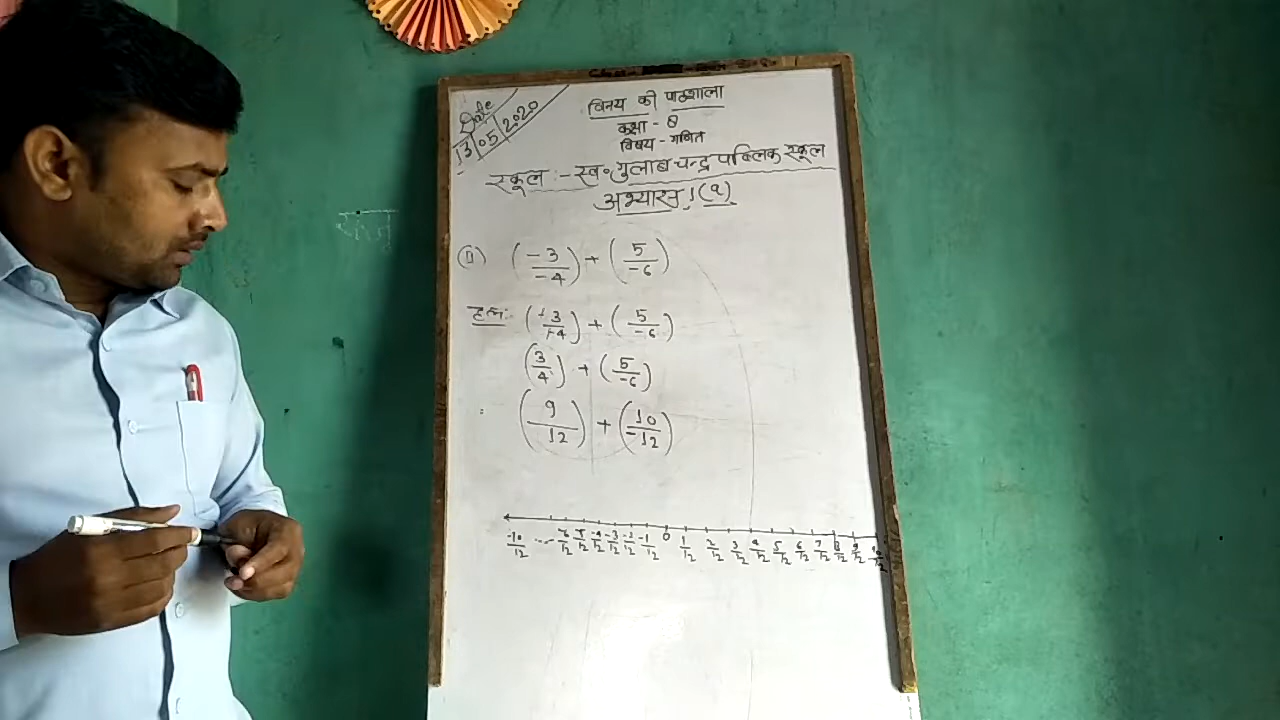 Date
13/05/2020
विनय की पाठशाला
कक्षा - 8
विषय - गणित
स्कूल :- स्व॰ गुलाब चन्द्र पब्लिक स्कूल
अभ्यास 1(a)
(ii) (-3/-4) + (5/-6)
हल: (+3/+4) + (5/-6)
(3/4) + (5/-6)
(9/12) + (10/-12)
-10/12 ... -6/12 -5/12 -4/12 -3/12 -2/12 -1/12 0 1/12 2/12 3/12 4/12 5/12 6/12 7/12 8/12 9/12 10/12